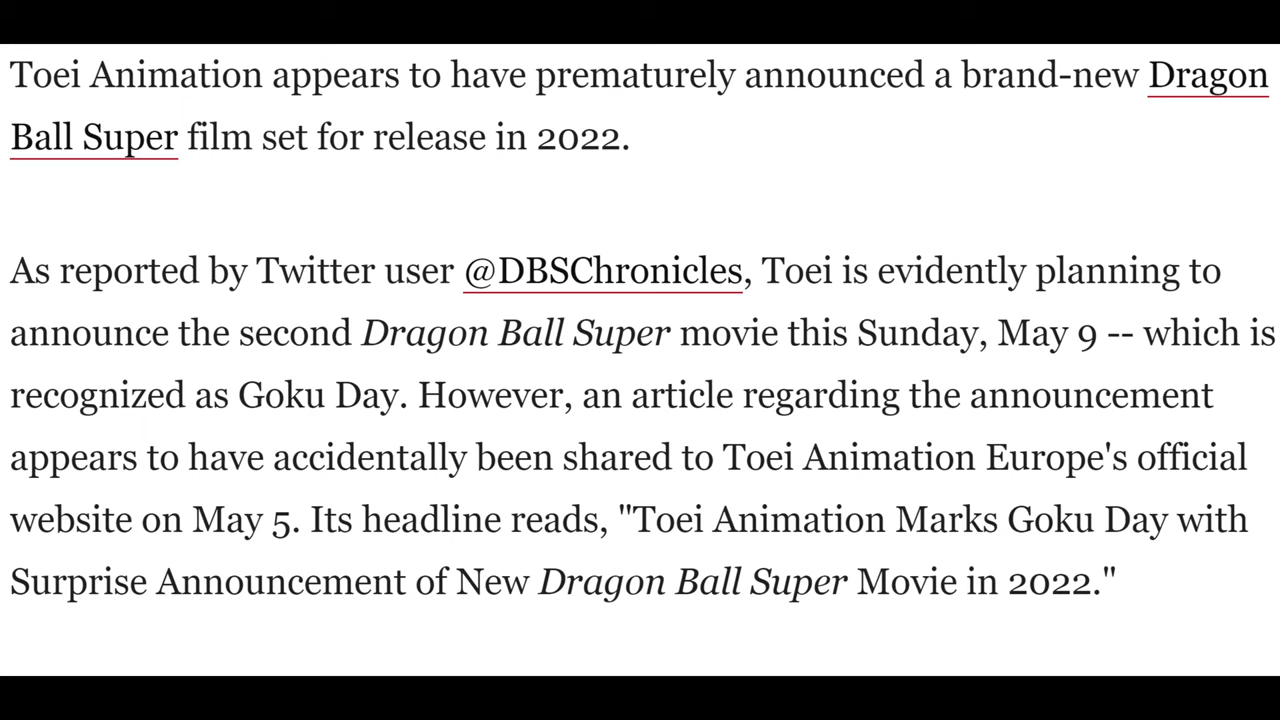 Toei Animation appears to have prematurely announced a brand-new Dragon
Ball Super film set for release in 2022.
As reported by Twitter user @DBSChronicles, Toei is evidently planning to
announce the second Dragon Ball Super movie this Sunday, May 9 -- which is
recognized as Goku Day. However, an article regarding the announcement
appears to have accidentally been shared to Toei Animation Europe's official
website on May 5. Its headline reads, "Toei Animation Marks Goku Day with
Surprise Announcement of New Dragon Ball Super Movie in 2022."